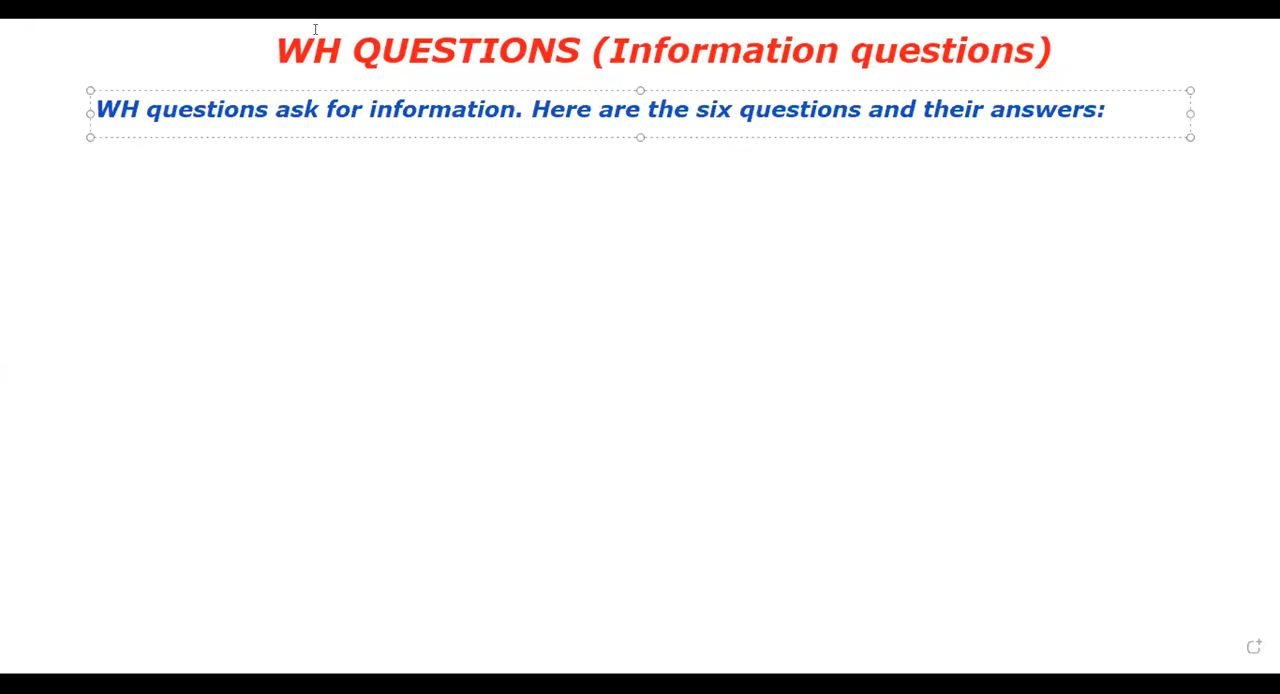 WH QUESTIONS (Information questions)
WH questions ask for information. Here are the six questions and their answers: